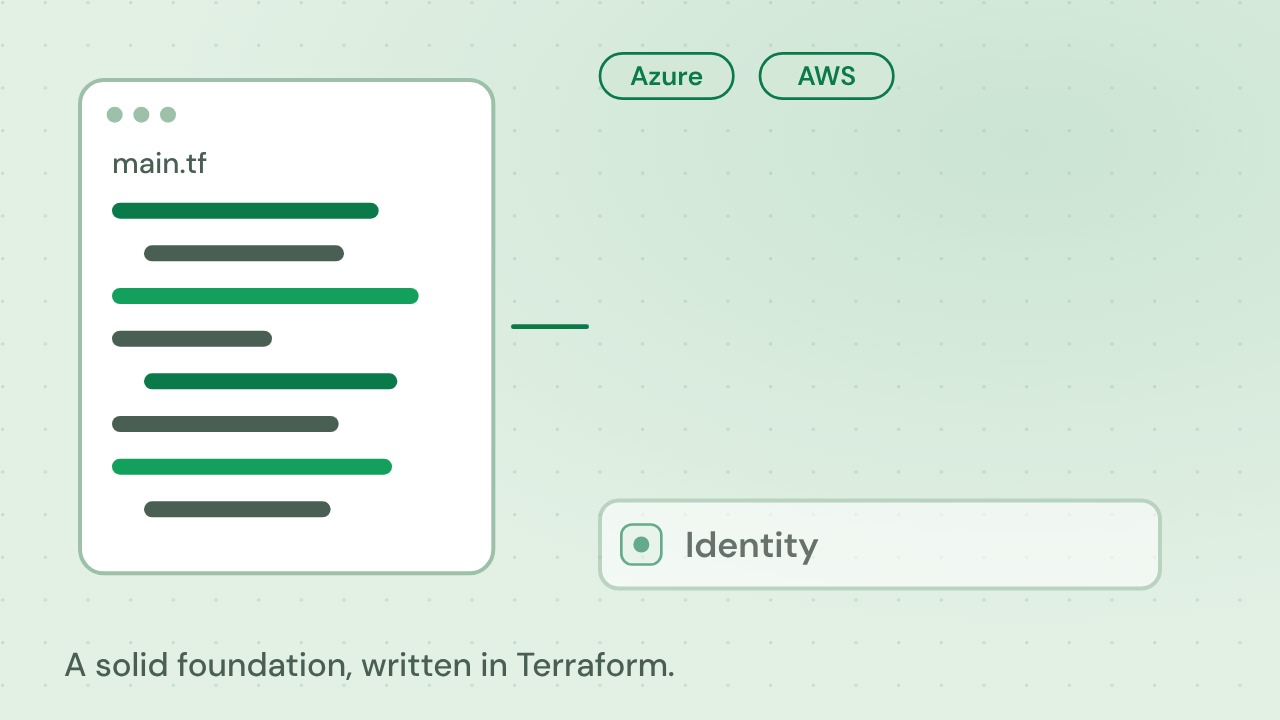 Azure
AWS
main.tf
Identity
A solid foundation, written in Terraform.